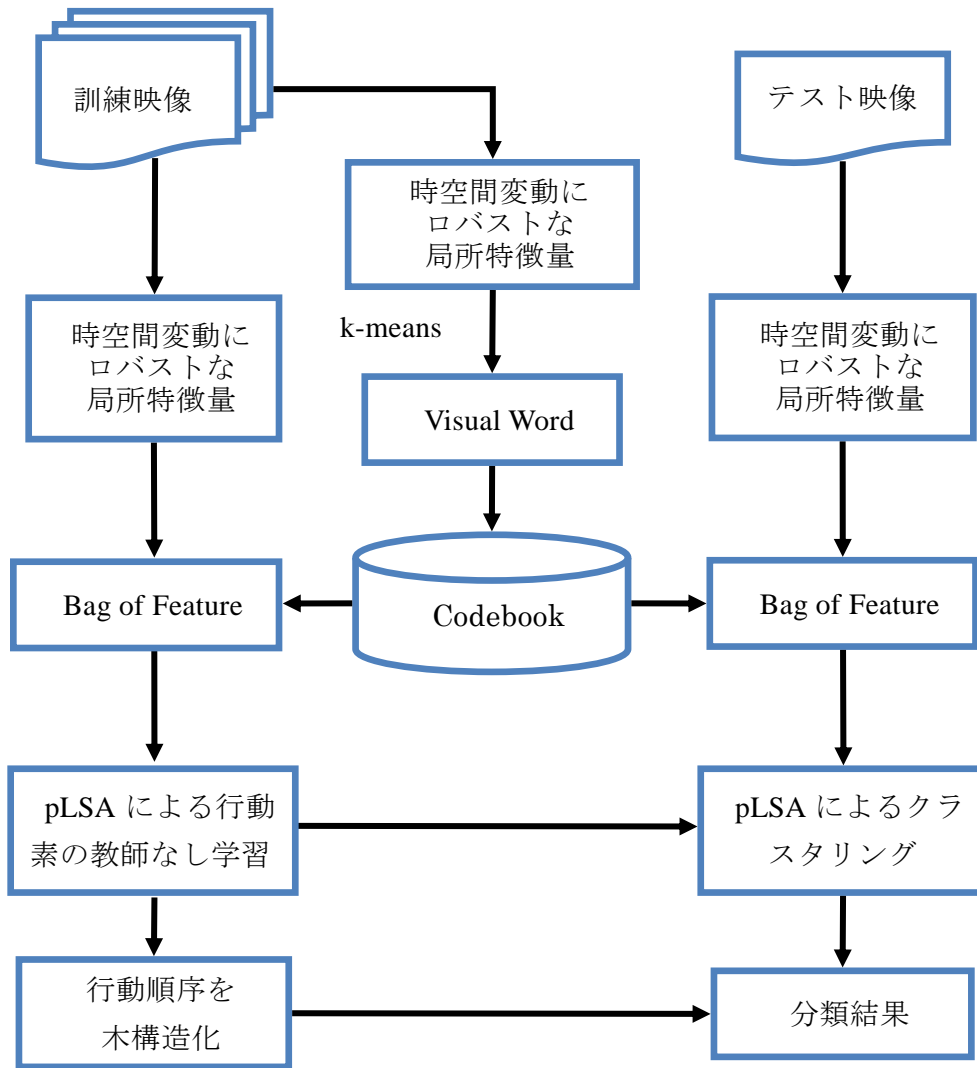 訓練映像
テスト映像
時空間変動に
ロバストな
局所特徴量
k-means
時空間変動に
ロバストな
局所特徴量
時空間変動に
ロバストな
局所特徴量
Visual Word
Bag of Feature
Codebook
Bag of Feature
pLSA による行動
素の教師なし学習
pLSA によるクラ
スタリング
行動順序を
木構造化
分類結果